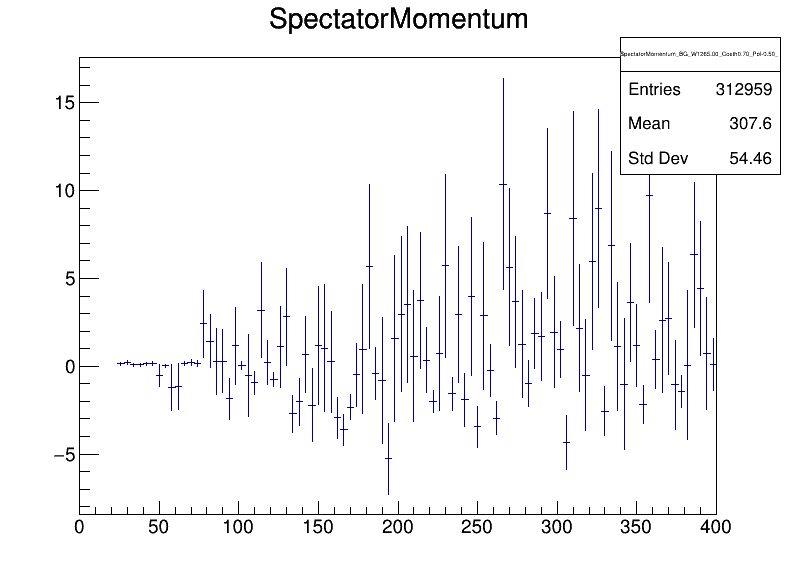 SpectatorMomentum
SpectatorMomentum_BG_W1265.00_Costh0.70_Pol-0.50_
Entries 312959
Mean 307.6
Std Dev 54.46
15
10
5
0
−5
0 50 100 150 200 250 300 350 400